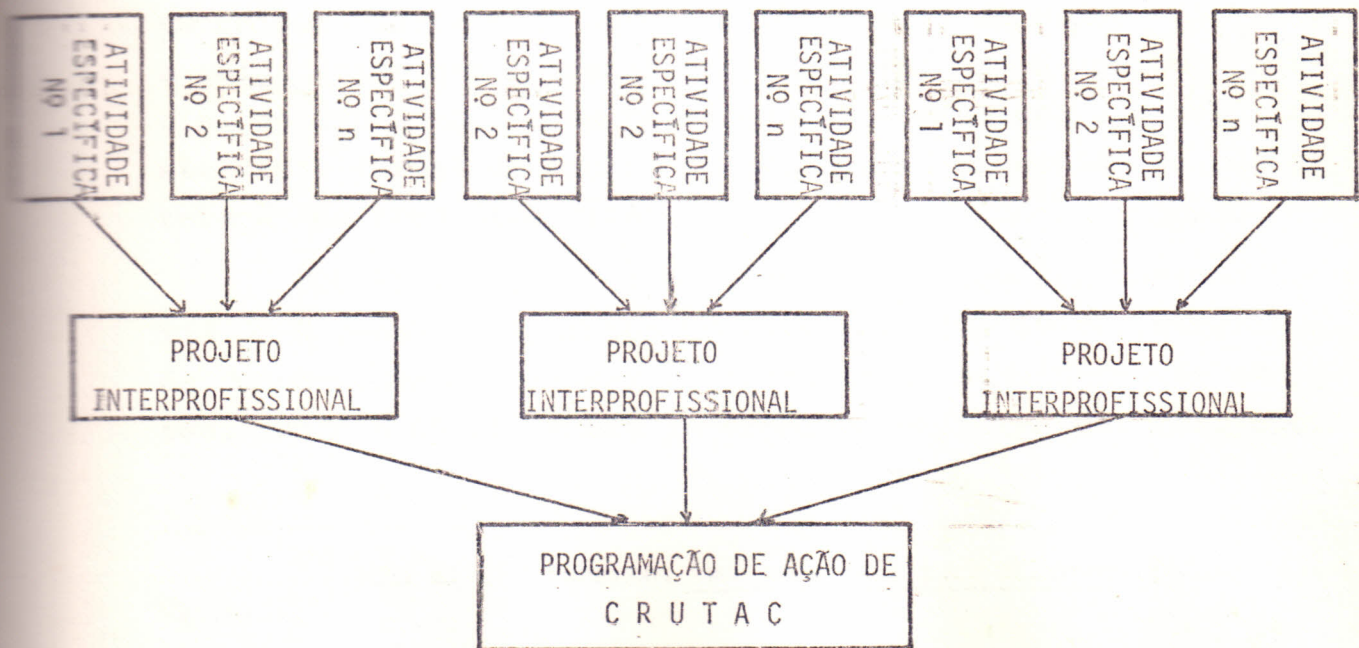 ATIVIDADE
ESPECÍFICA
Nº 1
ATIVIDADE
ESPECÍFICA
Nº 2
ATIVIDADE
ESPECÍFICA
Nº n
ATIVIDADE
ESPECÍFICA
Nº 2
ATIVIDADE
ESPECÍFICA
Nº 2
ATIVIDADE
ESPECÍFICA
Nº n
ATIVIDADE
ESPECÍFICA
Nº 1
ATIVIDADE
ESPECÍFICA
Nº 2
ATIVIDADE
ESPECÍFICA
Nº n
PROJETO
INTERPROFISSIONAL
PROJETO
INTERPROFISSIONAL
PROJETO
INTERPROFISSIONAL
PROGRAMAÇÃO DE AÇÃO DE
C R U T A C